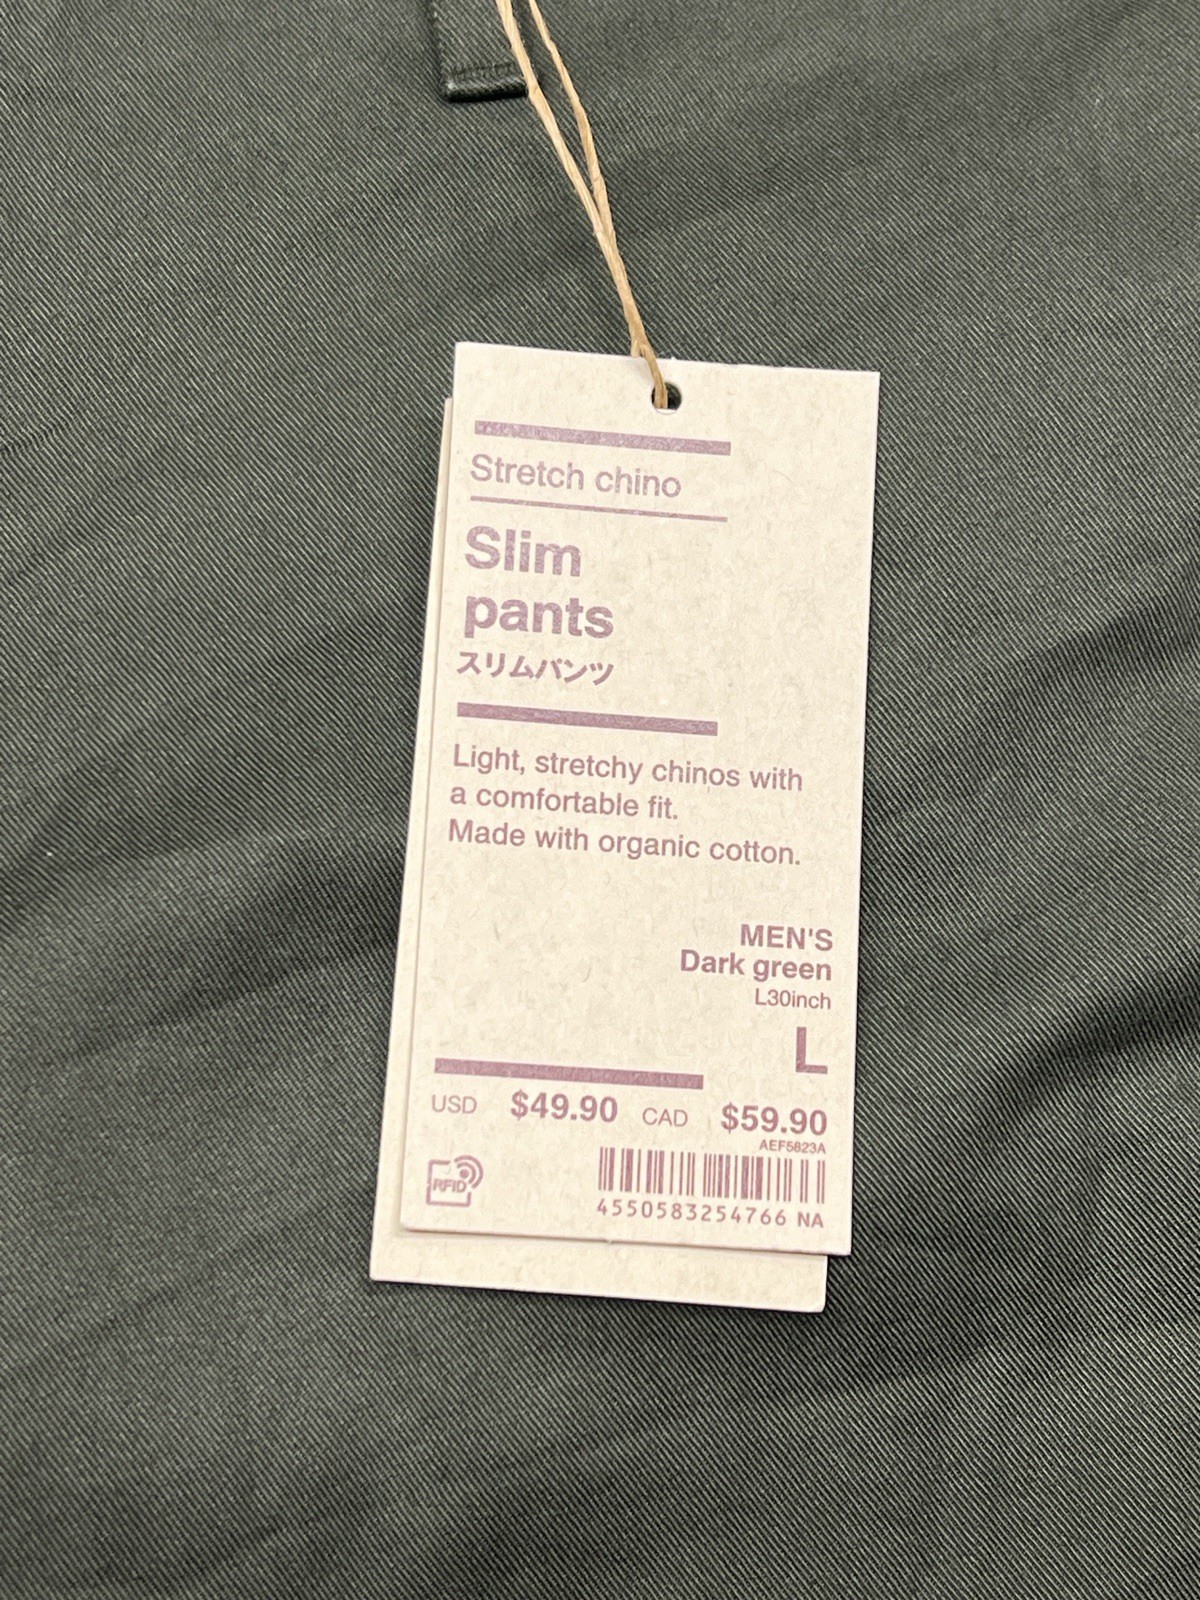 Stretch chino
Slim
pants
スリムパンツ
Light, stretchy chinos with
a comfortable fit.
Made with organic cotton.
MEN'S
Dark green
L30inch
L
USD $49.90 CAD $59.90
AEF5823A
RFID
4550583254766 NA